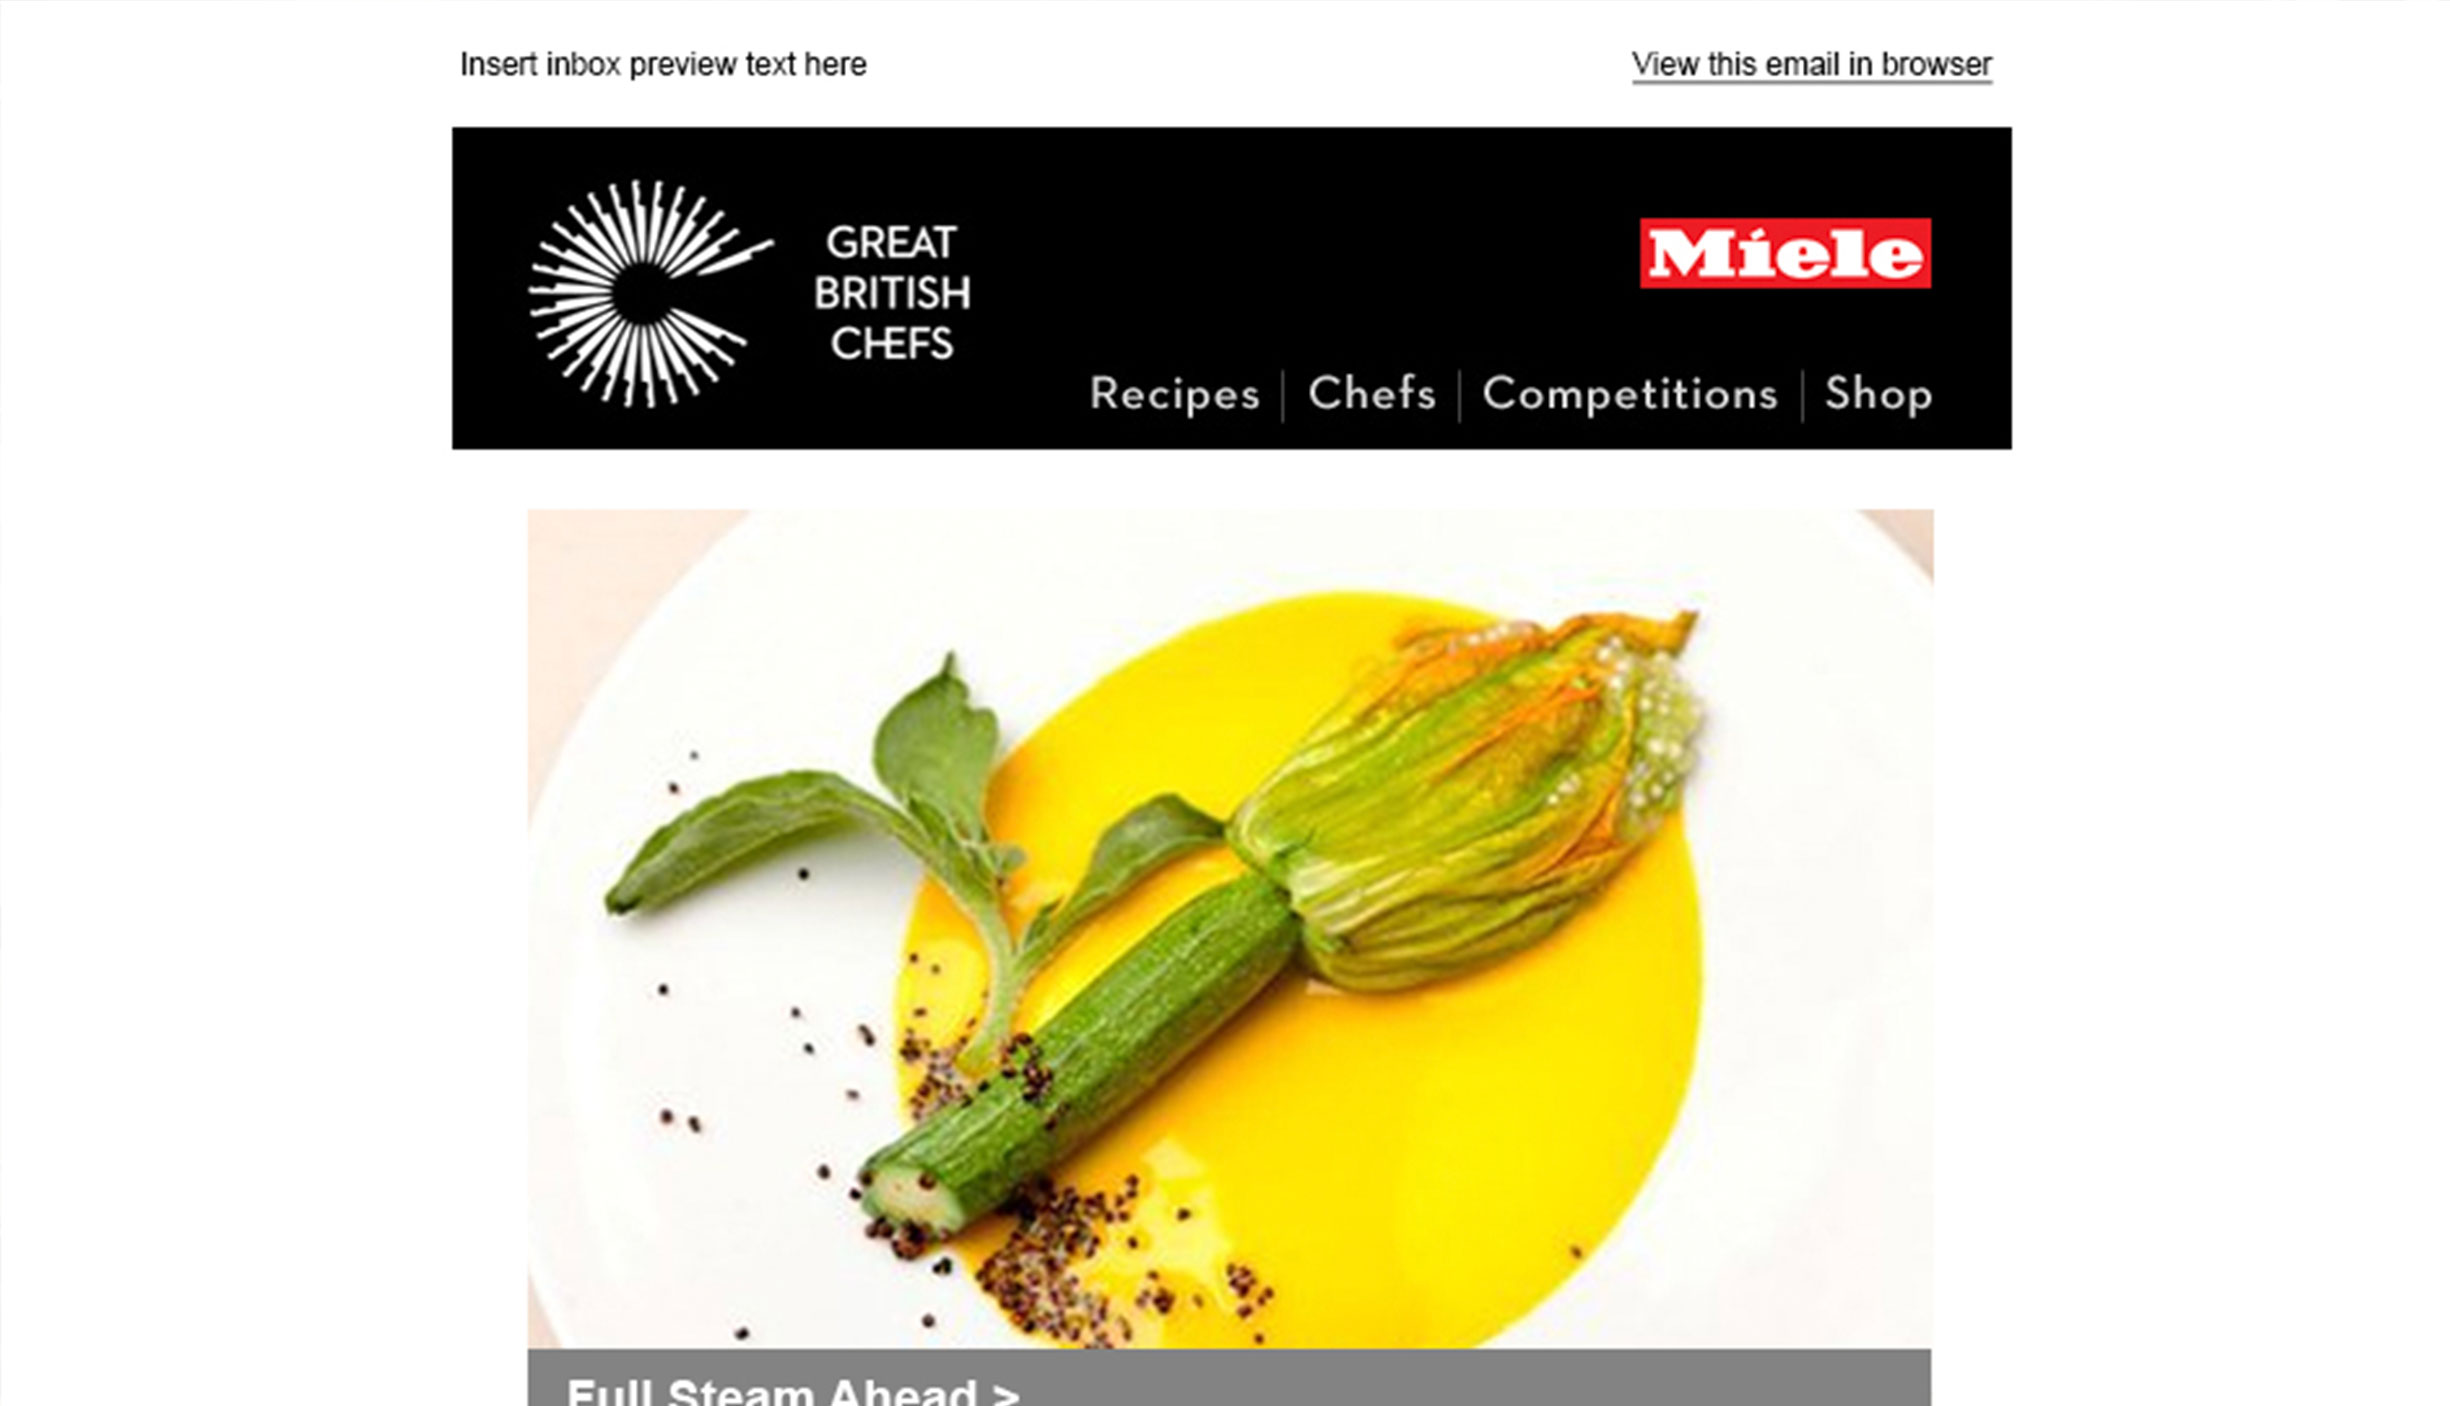 Insert inbox preview text here
View this email in browser
GREAT
BRITISH
CHEFS
Miele
Recipes
Chefs
Competitions
Shop
Full Steam Ahead >